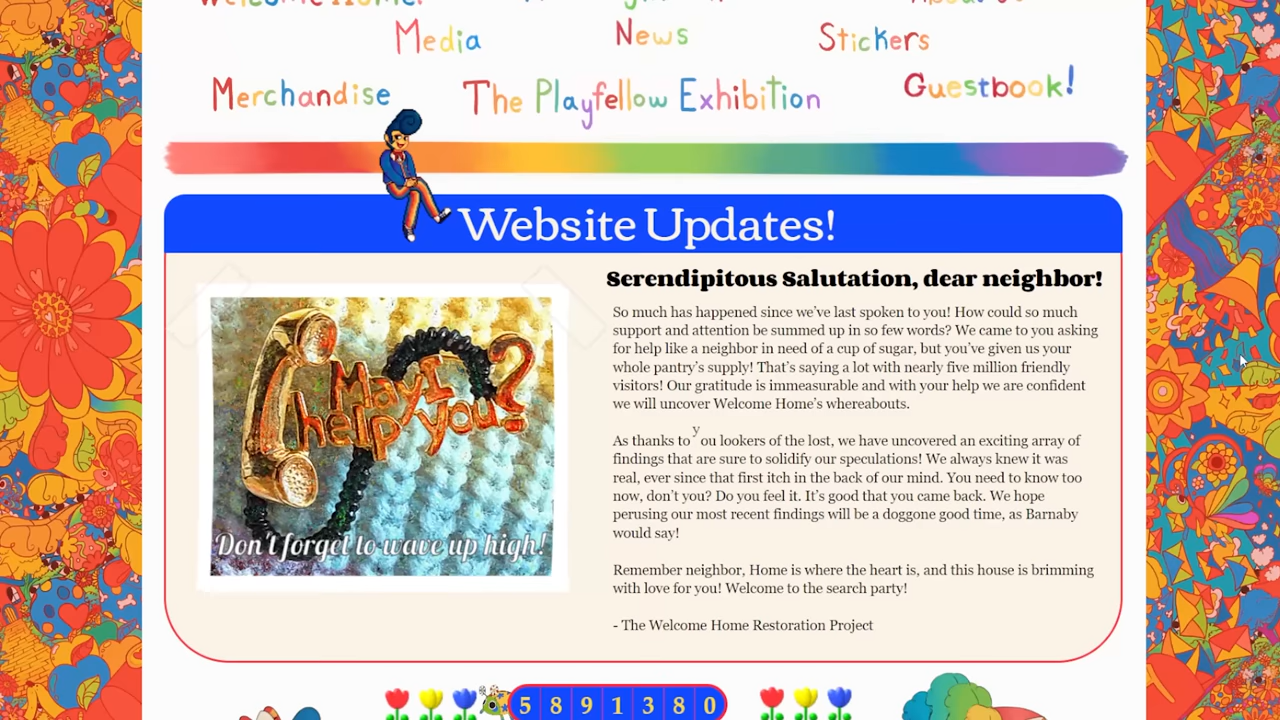 Welcome Home!
About Us
Media
News
Stickers
Merchandise
The Playfellow Exhibition
Guestbook!
Website Updates!
Serendipitous Salutation, dear neighbor!
So much has happened since we've last spoken to you! How could so much
support and attention be summed up in so few words? We came to you asking
for help like a neighbor in need of a cup of sugar, but you've given us your
whole pantry's supply! That's saying a lot with nearly five million friendly
visitors! Our gratitude is immeasurable and with your help we are confident
we will uncover Welcome Home's whereabouts.
As thanks to you lookers of the lost, we have uncovered an exciting array of
findings that are sure to solidify our speculations! We always knew it was
real, ever since that first itch in the back of our mind. You need to know too
now, don't you? Do you feel it. It's good that you came back. We hope
perusing our most recent findings will be a doggone good time, as Barnaby
would say!
Remember neighbor, Home is where the heart is, and this house is brimming
with love for you! Welcome to the search party!
- The Welcome Home Restoration Project
May I
help you?
Don't forget to wave up high!
5891380